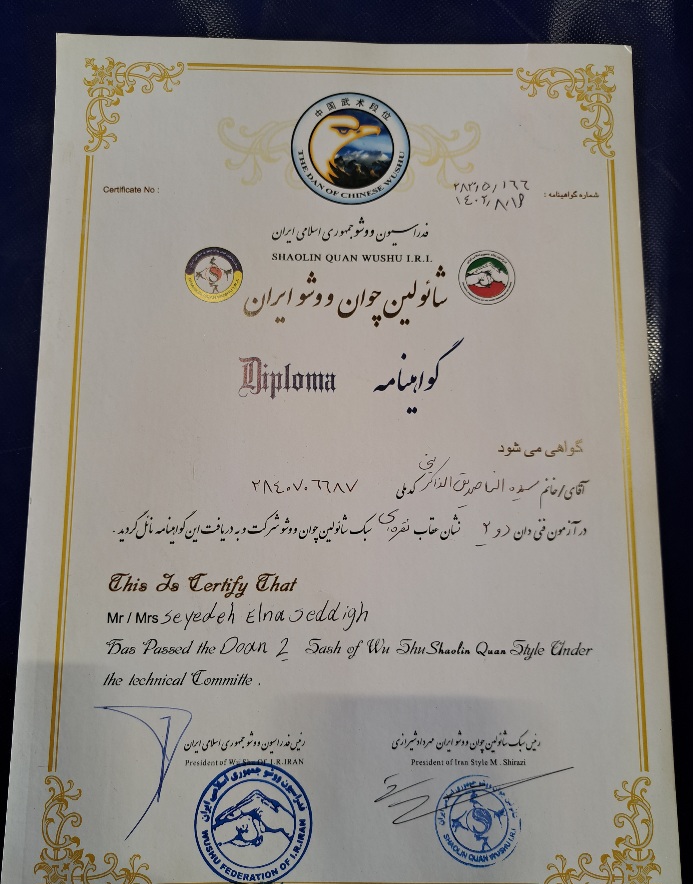 中国武术段位
THE DAN OF CHINESE WUSHU
Certificate No :
شماره گواهینامه :
۲۸۲٫۵٫۱۶۶
۱۴۰۲٫۸٫۱۶
فدراسیون ووشو جمهوری اسلامی ایران
SHAOLIN QUAN WUSHU I.R.I.
شائولین چوان ووشو ایران
Diploma گواهینامه
گواهی می شود
آقای/خانم سیده النا صدیق الذاکرینی کدملی ۲۸۴۰۷۰۶۶۸۷
در آزمون فنی دان دو ۲ نشان عقاب نقره‌ای سبک شائولین چوان ووشو شرکت و به دریافت این گواهینامه نائل گردید.
This Is Certify That
Mr / Mrs Seyedeh Elna Seddigh
Has Passed the Doan 2 Sash of Wu Shu Shaolin Quan Style Under
the technical Committe .
رئیس فدراسیون ووشو جمهوری اسلامی ایران
President of Wu Shu Of I.R.IRAN
رئیس سبک شائولین چوان ووشو ایران مهرداد شیرازی
President of Iran Style M . Shirazi
فدراسیون ووشو جمهوری اسلامی ایران
WUSHU FEDERATION OF I.R.IRAN
SHAOLIN QUAN WUSHU I.R.I